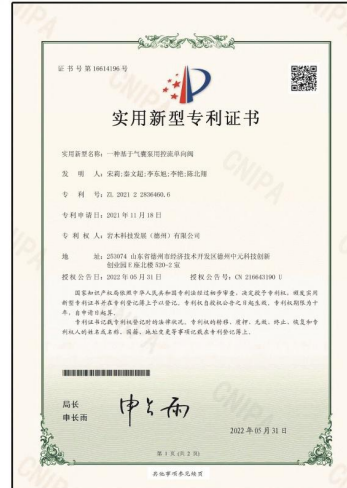 证书号第16614196号
实用新型专利证书
实用新型名称：一种基于气囊泵用控流单向阀
发 明 人：宋莉;秦文超;李东旭;李艳;陈北翔
专 利 号：ZL 2021 2 2836460.6
专利申请日：2021年11月18日
专 利 权 人：岩木科技发展（德州）有限公司
地 址：253074 山东省德州市经济技术开发区德州中元科技创新
创业园E座北楼520-2室
授权公告日：2022年05月31日 授权公告号：CN 216643190 U
国家知识产权局依照中华人民共和国专利法经过初步审查，决定授予专利权，颁发实用
新型专利证书并在专利登记簿上予以登记。专利权自授权公告之日起生效。专利权期限为十
年，自申请日起算。
专利证书记载专利权登记时的法律状况。专利权的转移、质押、无效、终止、恢复和专
利权人的姓名或名称、国籍、地址变更等事项记载在专利登记簿上。
局长
申长雨
申长雨
2022年05月31日
第 1 页 (共 2 页)
其他事项参见续页
CNIPA